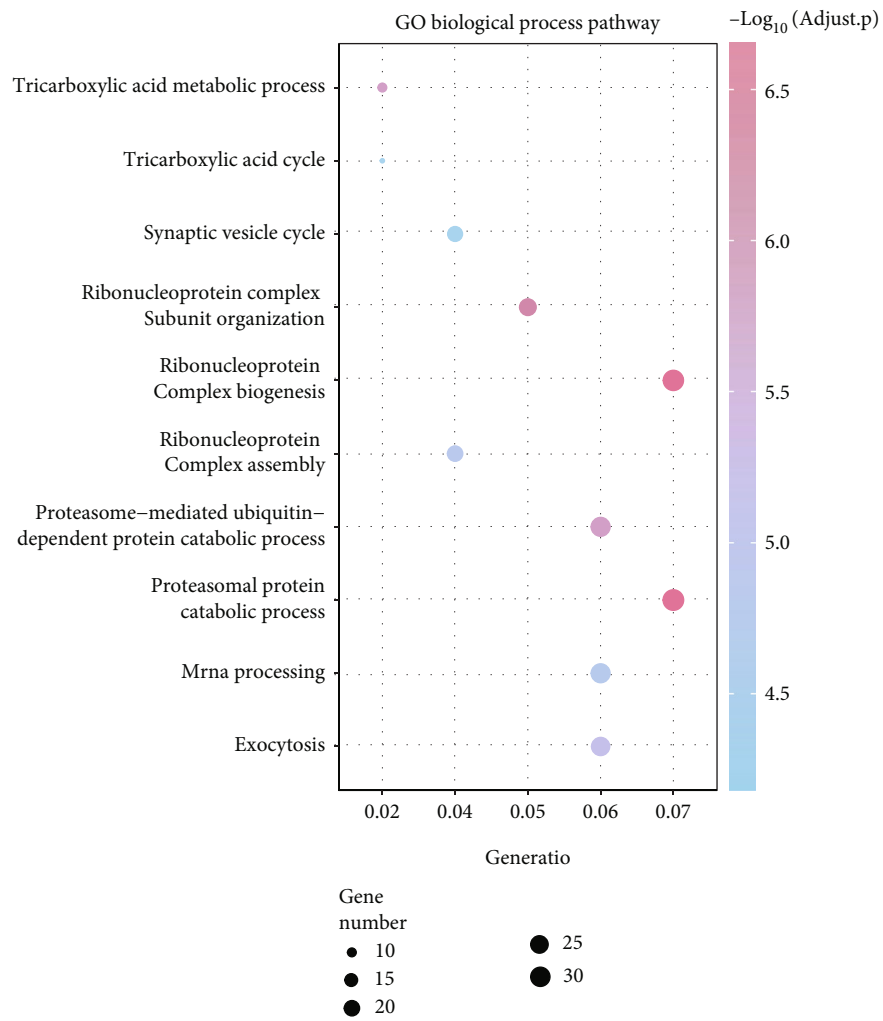 GO biological process pathway
−Log10 (Adjust.p)
Tricarboxylic acid metabolic process
Tricarboxylic acid cycle
Synaptic vesicle cycle
Ribonucleoprotein complex
Subunit organization
Ribonucleoprotein
Complex biogenesis
Ribonucleoprotein
Complex assembly
Proteasome−mediated ubiquitin−
dependent protein catabolic process
Proteasomal protein
catabolic process
Mrna processing
Exocytosis
6.5
6.0
5.5
5.0
4.5
0.02 0.04 0.05 0.06 0.07
Generatio
Gene
number
10
15
20
25
30